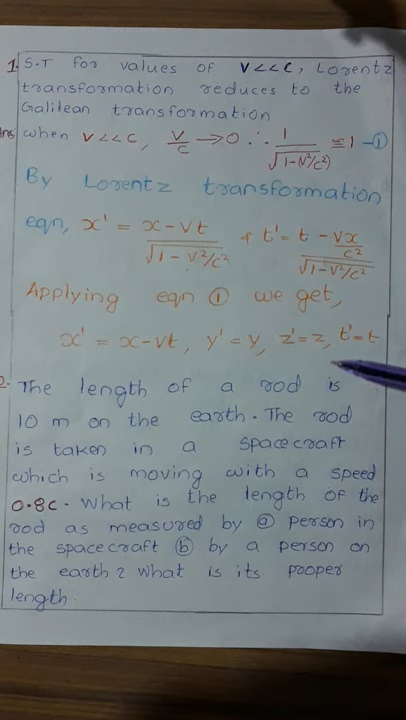 1. S.T for values of V<<C, Lorentz
transformation reduces to the
Galilean transformation
Ans when V<<C, V/C → 0 ∴ 1/√(1-(V²/C²)) ≃ 1 -①
By Lorentz transformation
eqn, x' = (x-vt)/√(1-V²/C²) & t' = (t - Vx/C²)/√(1-V²/C²)
Applying eqn ① we get,
x' = x-vt, y' = y, z'=z, t'=t
2. The length of a rod is
10 m on the earth. The rod
is taken in a spacecraft
which is moving with a speed
0.8C. What is the length of the
rod as measured by ⓐ person in
the spacecraft ⓑ by a person on
the earth? What is its pooper
length.